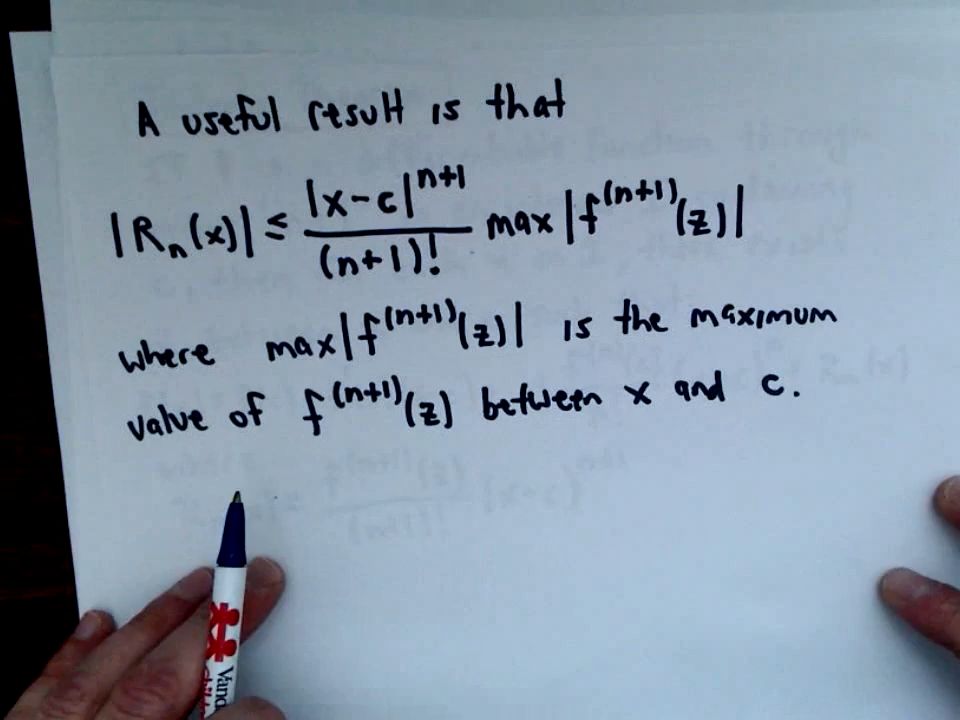 A useful result is that
|Rₙ(x)| ≤ |x-c|ⁿ⁺¹ / (n+1)! max |f⁽ⁿ⁺¹⁾(z)|
where max|f⁽ⁿ⁺¹⁾(z)| is the maximum
value of f⁽ⁿ⁺¹⁾(z) between x and c.